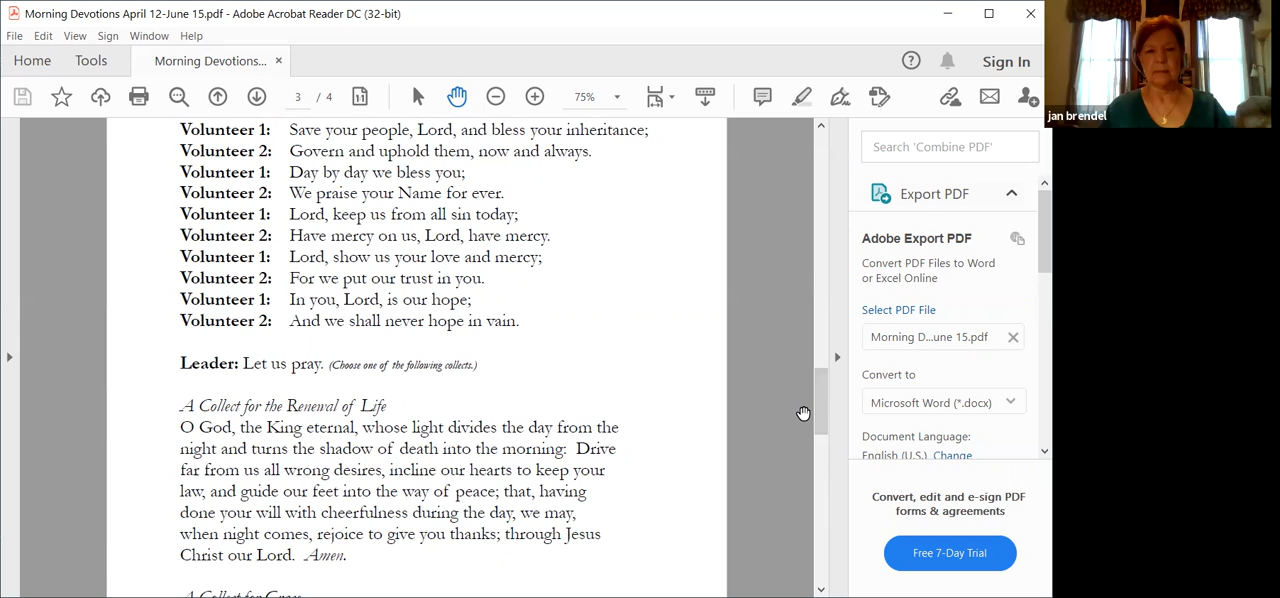 Morning Devotions April 12-June 15.pdf - Adobe Acrobat Reader DC (32-bit)
File Edit View Sign Window Help
Home Tools Morning Devotions... × Sign In
3 / 4 75%
jan brendel
Volunteer 1: Save your people, Lord, and bless your inheritance;
Volunteer 2: Govern and uphold them, now and always.
Volunteer 1: Day by day we bless you;
Volunteer 2: We praise your Name for ever.
Volunteer 1: Lord, keep us from all sin today;
Volunteer 2: Have mercy on us, Lord, have mercy.
Volunteer 1: Lord, show us your love and mercy;
Volunteer 2: For we put our trust in you.
Volunteer 1: In you, Lord, is our hope;
Volunteer 2: And we shall never hope in vain.
Leader: Let us pray. (Choose one of the following collects.)
A Collect for the Renewal of Life
O God, the King eternal, whose light divides the day from the
night and turns the shadow of death into the morning: Drive
far from us all wrong desires, incline our hearts to keep your
law, and guide our feet into the way of peace; that, having
done your will with cheerfulness during the day, we may,
when night comes, rejoice to give you thanks; through Jesus
Christ our Lord. Amen.
A Collect for Grace
Search 'Combine PDF'
Export PDF
Adobe Export PDF
Convert PDF Files to Word
or Excel Online
Select PDF File
Morning D...une 15.pdf
Convert to
Microsoft Word (*.docx)
Document Language:
English (U.S.) Change
Convert, edit and e-sign PDF
forms & agreements
Free 7-Day Trial